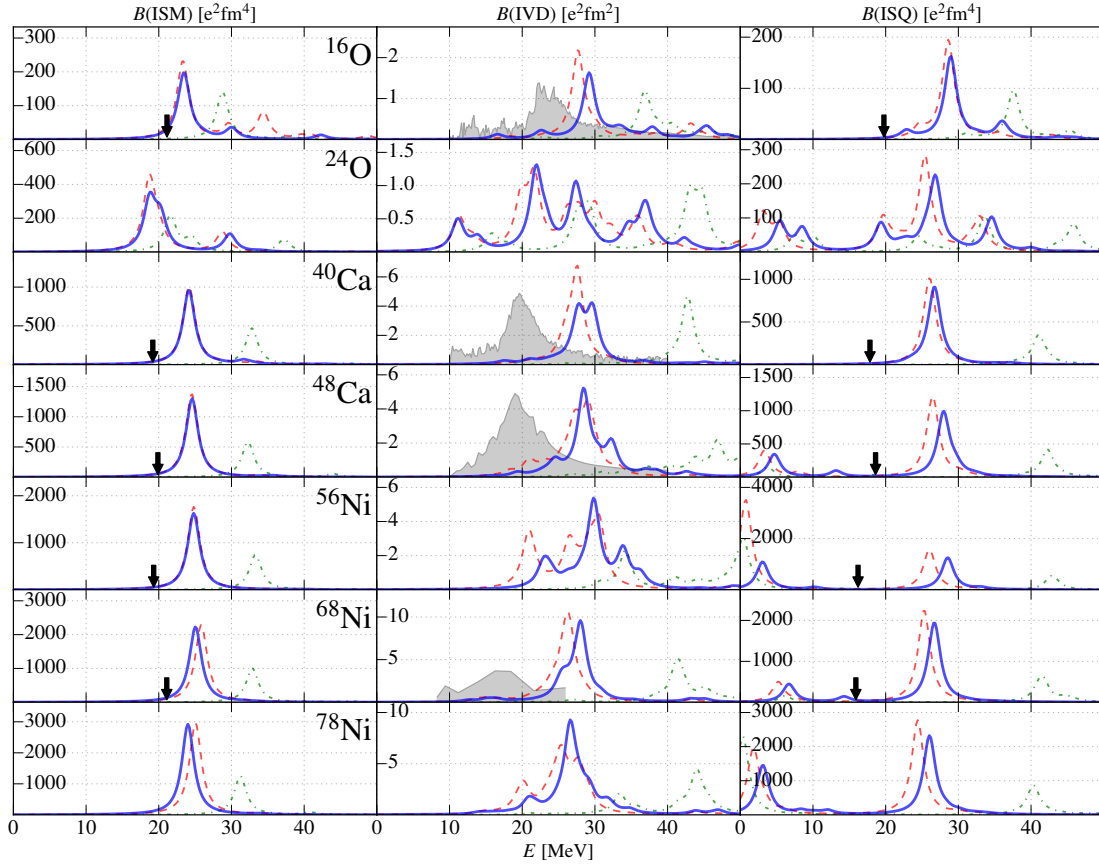 B(ISM) [e²fm⁴] B(IVD) [e²fm²] B(ISQ) [e²fm⁴]
300 200 100 ¹⁶O 2 1 200 100
600 400 200 ²⁴O 1.5 1.0 0.5 300 200 100
1000 500 ⁴⁰Ca 6 4 2 1000 500
1500 1000 500 ⁴⁸Ca 6 4 2 1500 1000 500
2000 1000 ⁵⁶Ni 6 4 2 4000 2000
3000 2000 1000 ⁶⁸Ni 10 5 2000 1000
3000 2000 1000 ⁷⁸Ni 10 5 3000 2000 1000
0 10 20 30 40 0 10 20 30 40 0 10 20 30 40
E [MeV]